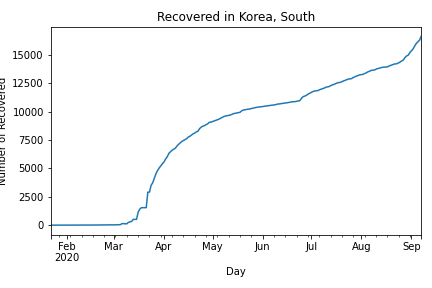 Recovered in Korea, South
Number of Recovered
15000
12500
10000
7500
5000
2500
0
Feb Mar Apr May Jun Jul Aug Sep
2020
Day